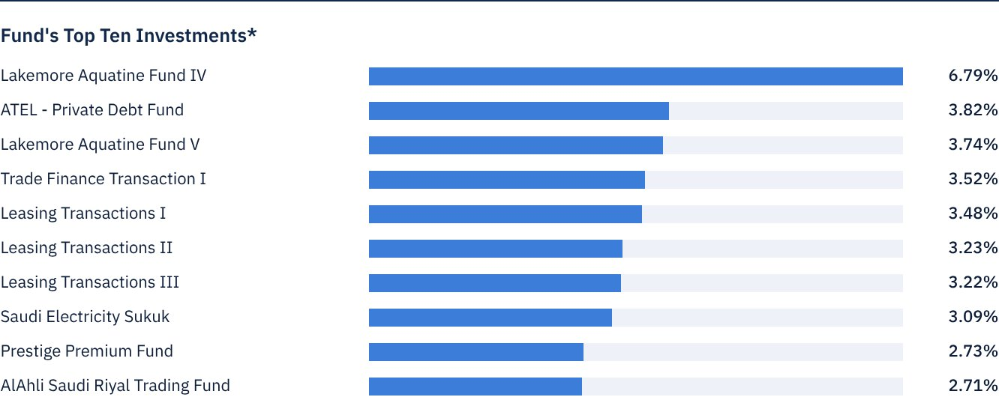 Fund's Top Ten Investments*
Lakemore Aquatine Fund IV 6.79%
ATEL - Private Debt Fund 3.82%
Lakemore Aquatine Fund V 3.74%
Trade Finance Transaction I 3.52%
Leasing Transactions I 3.48%
Leasing Transactions II 3.23%
Leasing Transactions III 3.22%
Saudi Electricity Sukuk 3.09%
Prestige Premium Fund 2.73%
AlAhli Saudi Riyal Trading Fund 2.71%